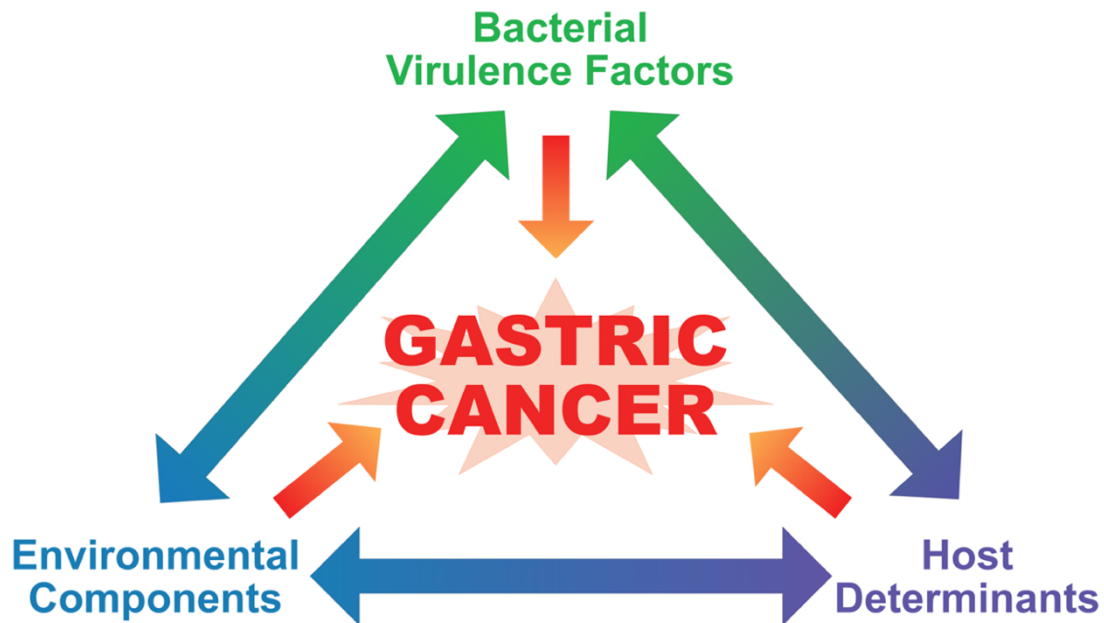 Bacterial
Virulence Factors
GASTRIC
CANCER
Environmental
Components
Host
Determinants